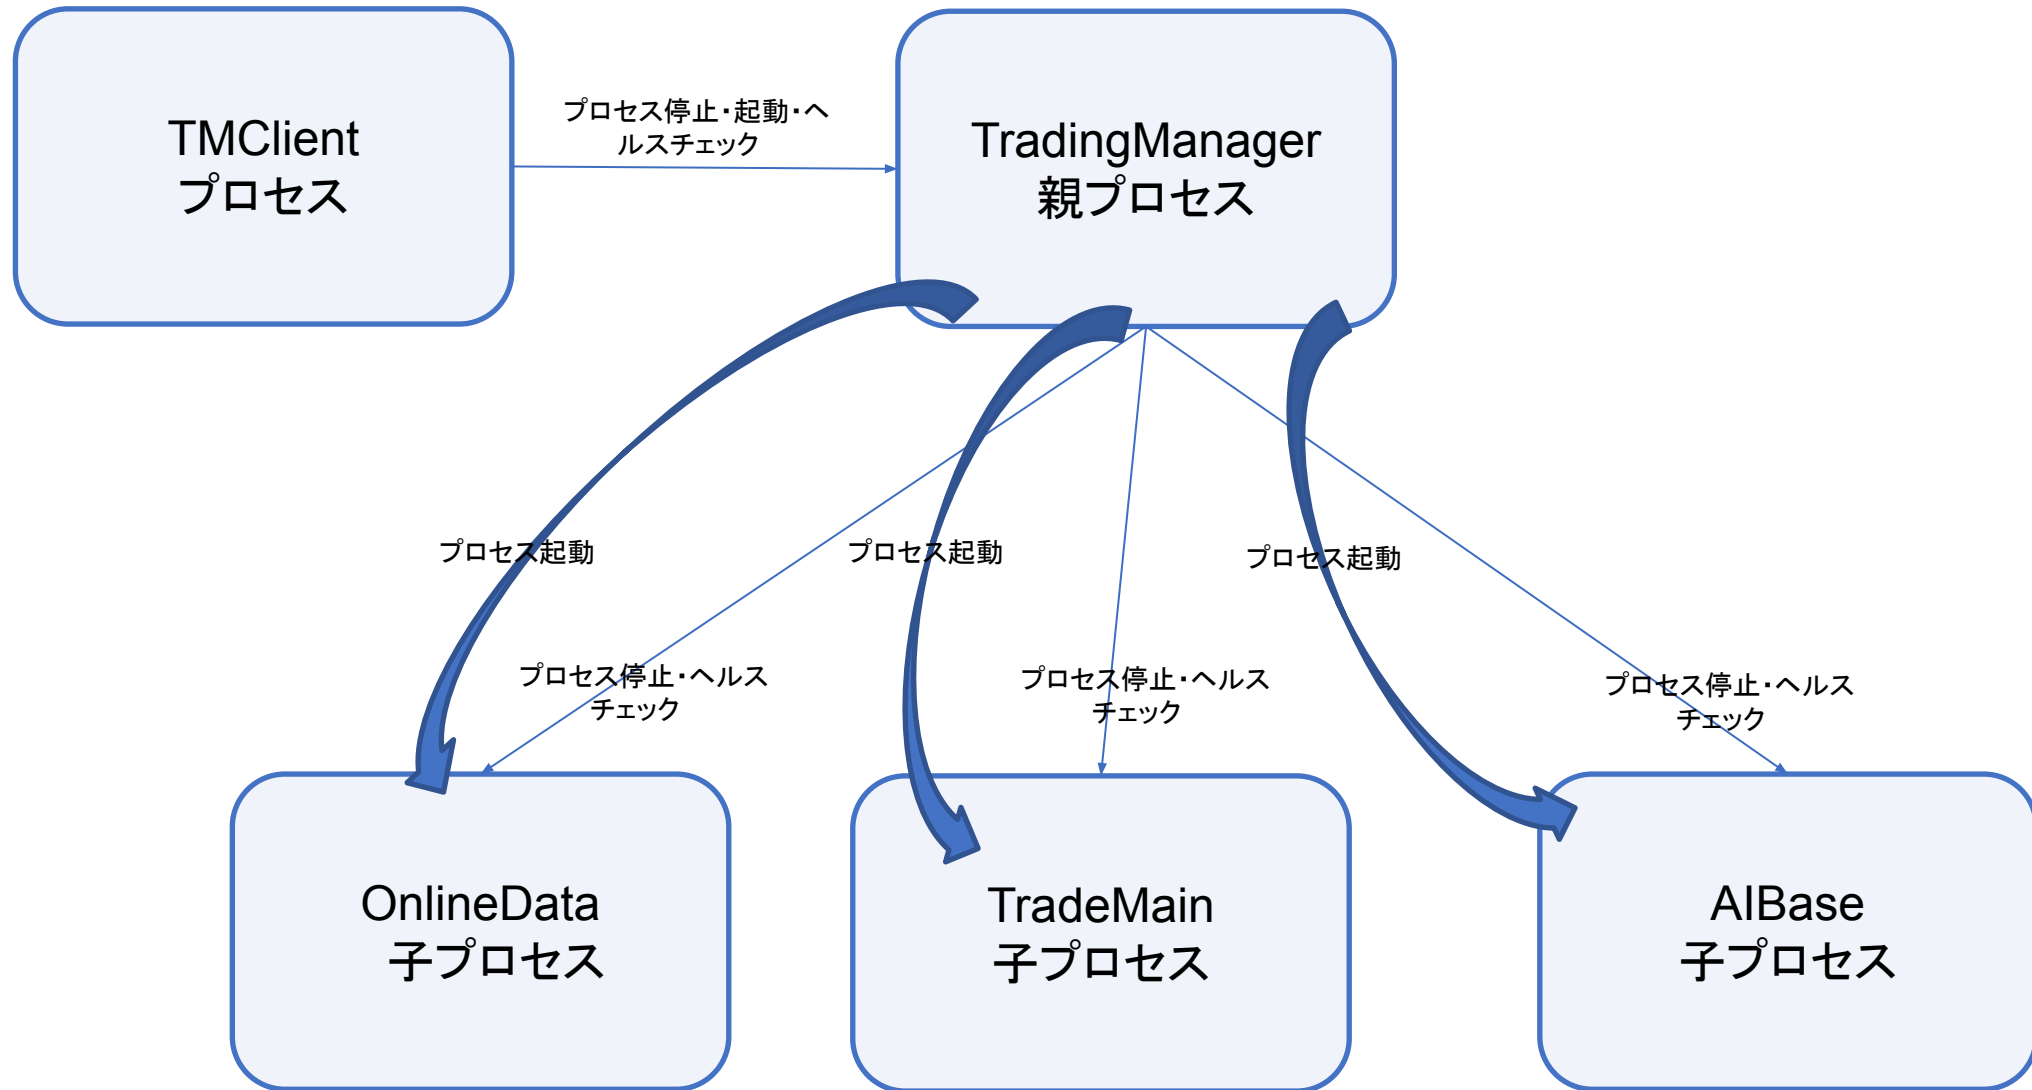 TMClient
プロセス
プロセス停止・起動・ヘ
ルスチェック
TradingManager
親プロセス
プロセス起動
プロセス起動
プロセス起動
プロセス停止・ヘルス
チェック
プロセス停止・ヘルス
チェック
プロセス停止・ヘルス
チェック
OnlineData
子プロセス
TradeMain
子プロセス
AIBase
子プロセス